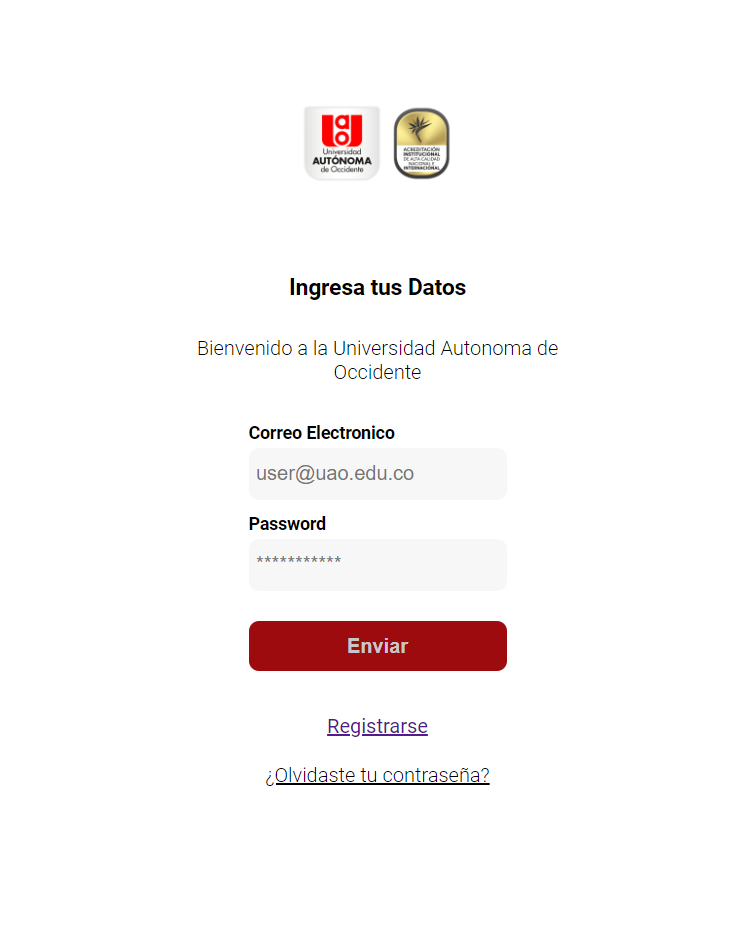 uao
Universidad
AUTÓNOMA
de Occidente
ACREDITACIÓN
INSTITUCIONAL
DE ALTA CALIDAD
NACIONAL E
INTERNACIONAL
Ingresa tus Datos
Bienvenido a la Universidad Autonoma de
Occidente
Correo Electronico
user@uao.edu.co
Password
***********
Enviar
Registrarse
¿Olvidaste tu contraseña?